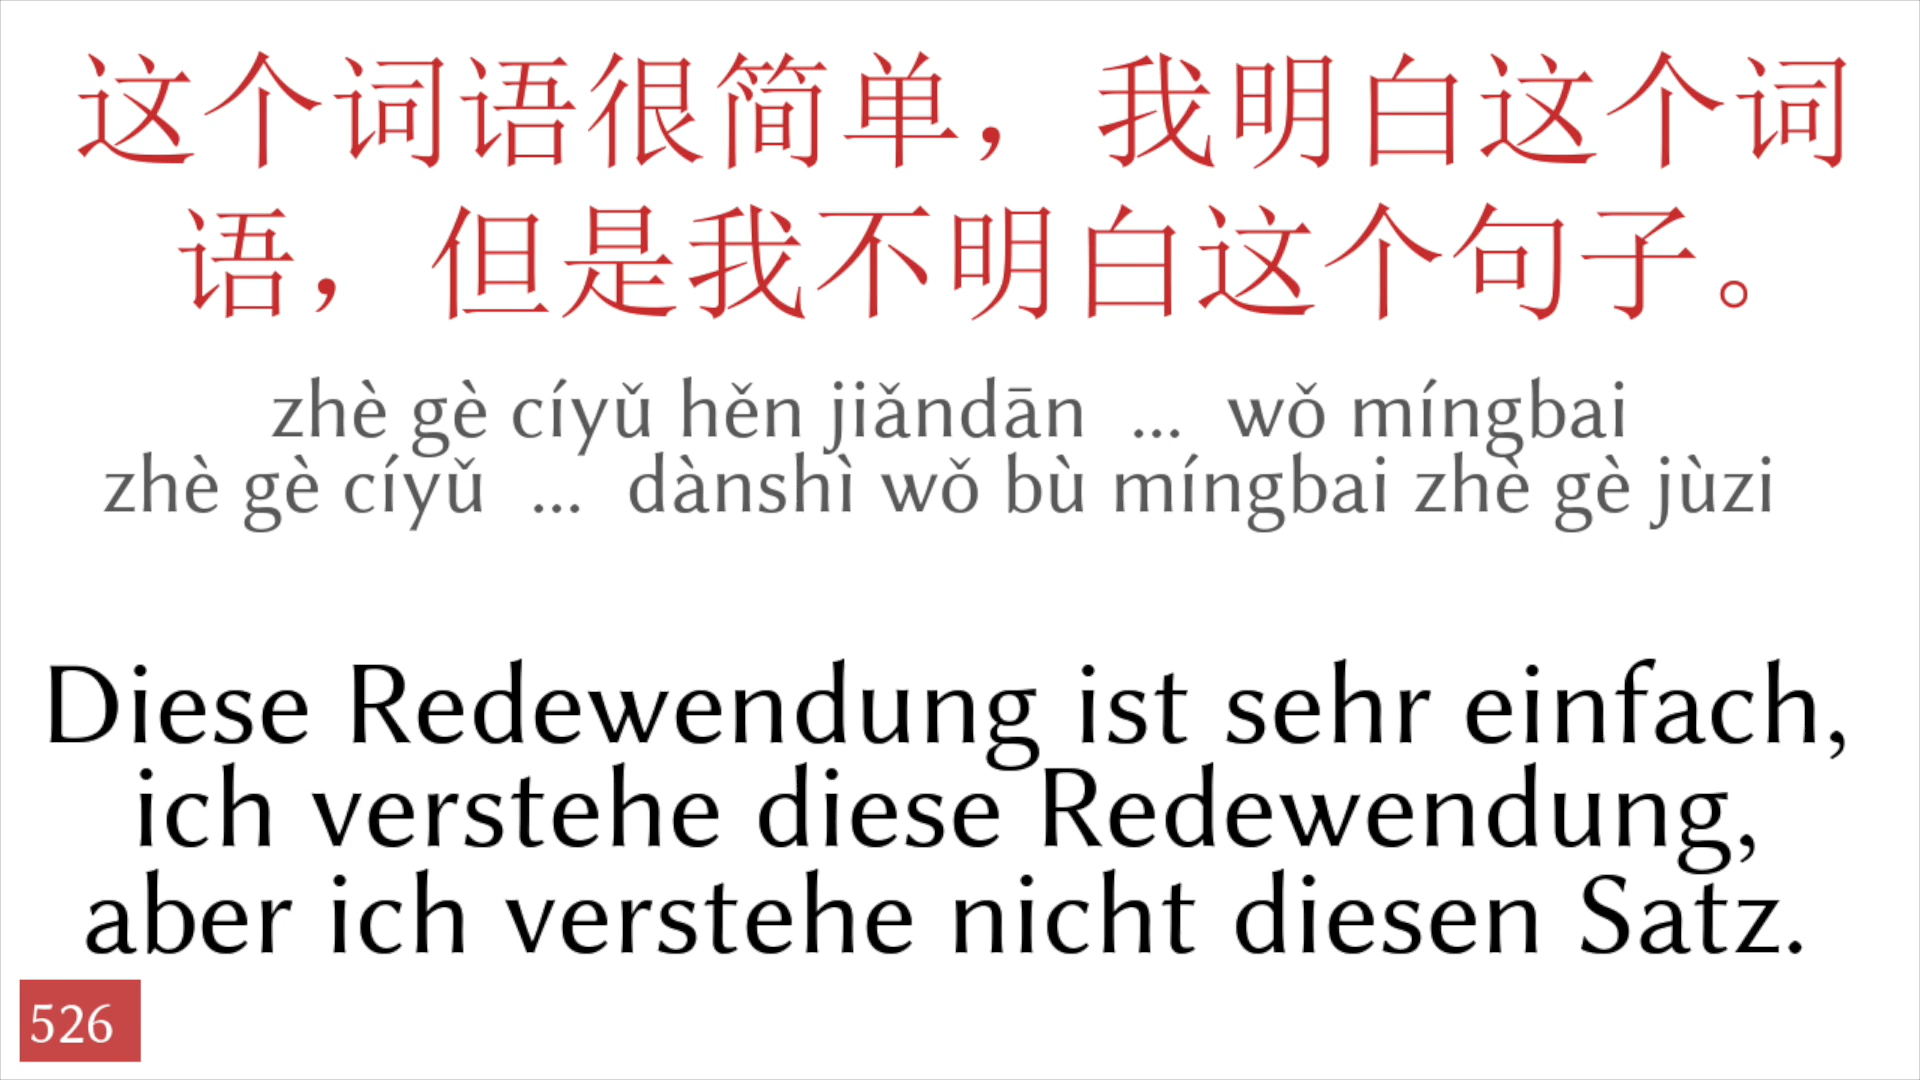 这个词语很简单，我明白这个词
语，但是我不明白这个句子。
zhè gè cíyǔ hěn jiǎndān ... wǒ míngbai
zhè gè cíyǔ ... dànshì wǒ bù míngbai zhè gè jùzi
Diese Redewendung ist sehr einfach,
ich verstehe diese Redewendung,
aber ich verstehe nicht diesen Satz.
526